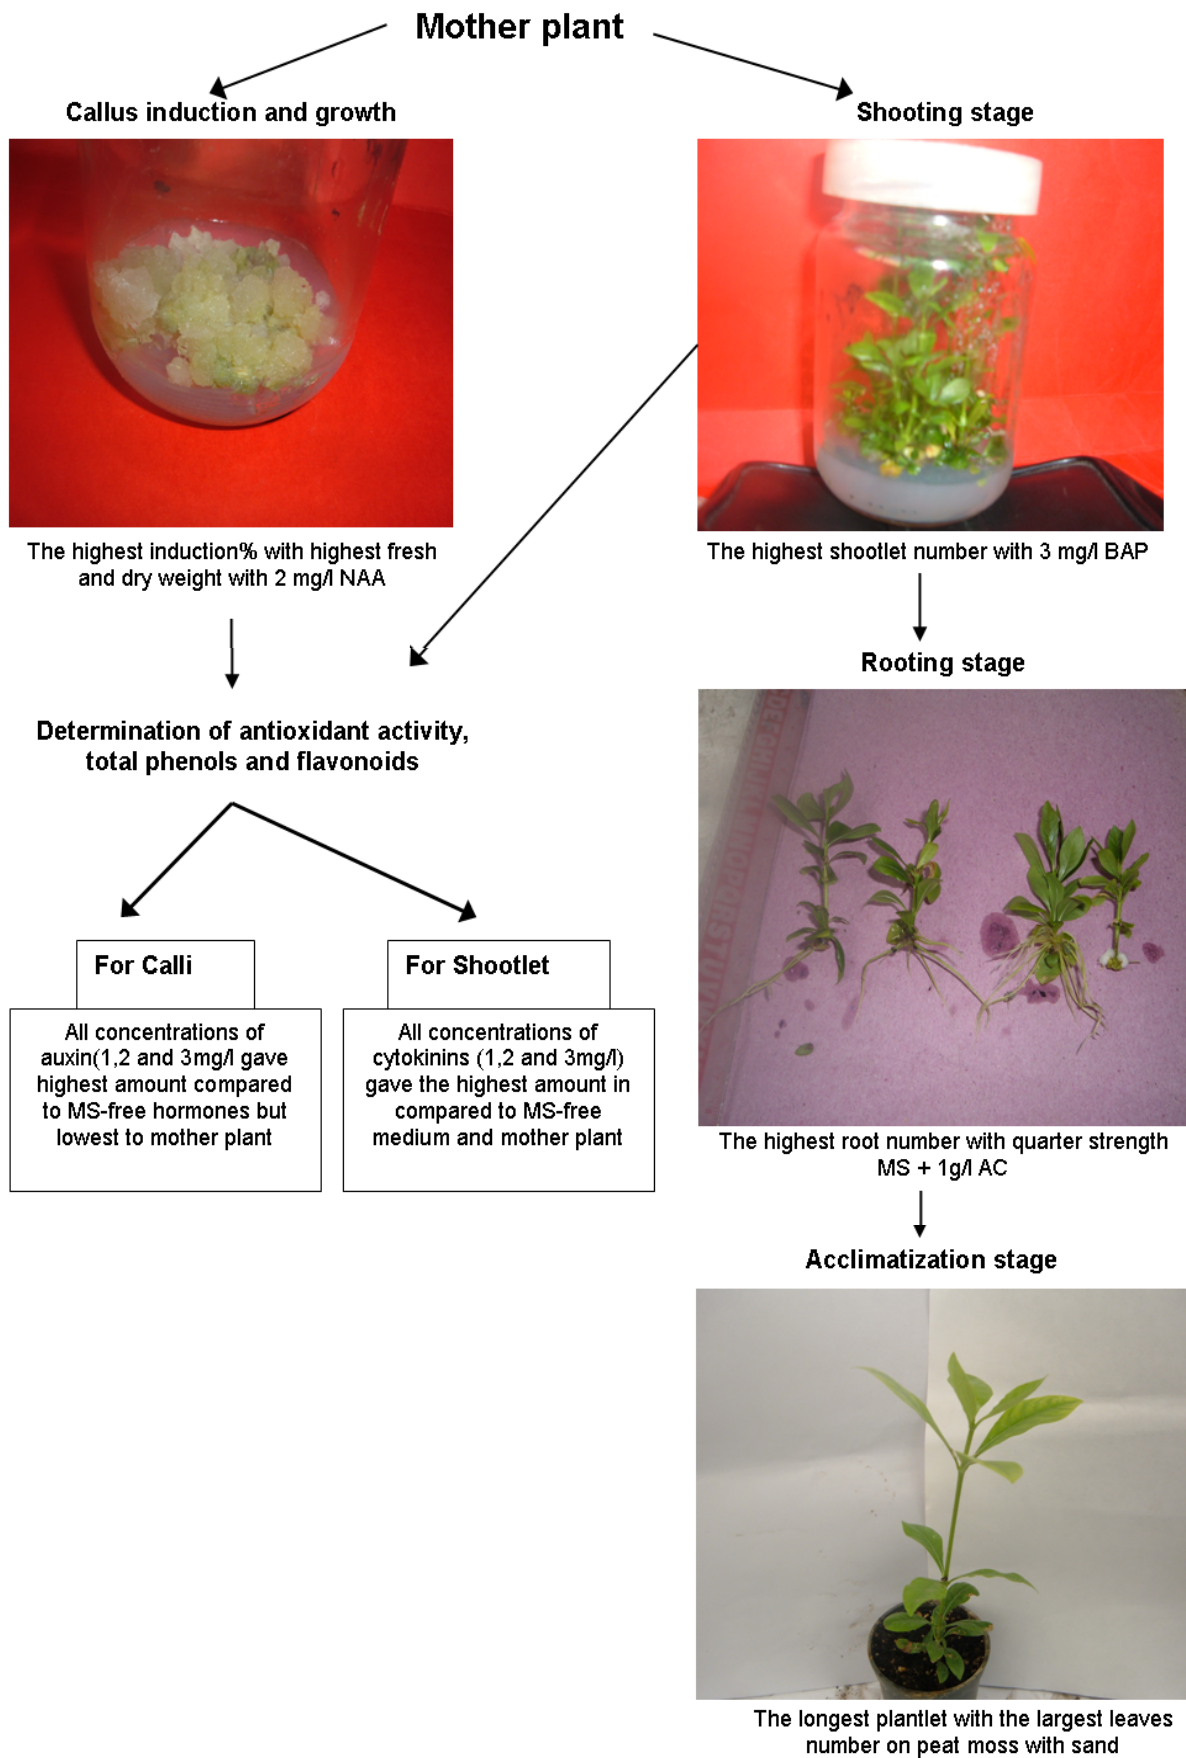 Mother plant
Callus induction and growth
Shooting stage
The highest induction% with highest fresh
and dry weight with 2 mg/l NAA
The highest shootlet number with 3 mg/l BAP
Rooting stage
Determination of antioxidant activity,
total phenols and flavonoids
For Calli
For Shootlet
All concentrations of
auxin(1,2 and 3mg/l gave
highest amount compared
to MS-free hormones but
lowest to mother plant
All concentrations of
cytokinins (1,2 and 3mg/l)
gave the highest amount in
compared to MS-free
medium and mother plant
The highest root number with quarter strength
MS + 1g/l AC
Acclimatization stage
The longest plantlet with the largest leaves
number on peat moss with sand